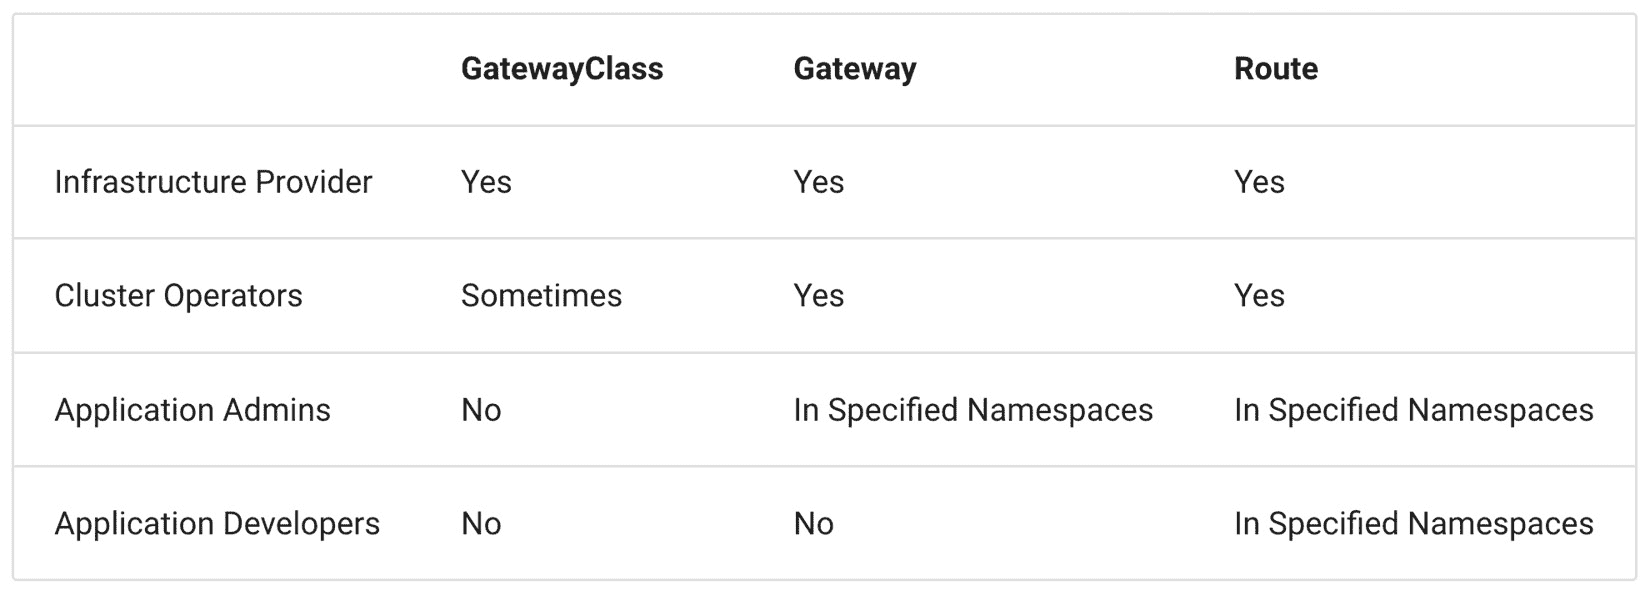 GatewayClass Gateway Route
Infrastructure Provider Yes Yes Yes
Cluster Operators Sometimes Yes Yes
Application Admins No In Specified Namespaces In Specified Namespaces
Application Developers No No In Specified Namespaces